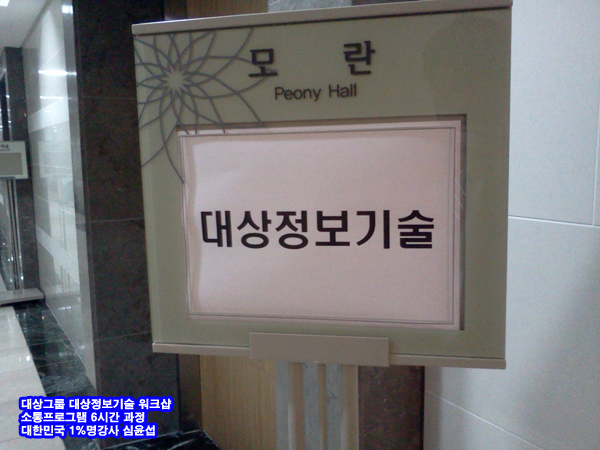 모 란
Peony Hall
대상정보기술
대상그룹 대상정보기술 워크샵
소통프로그램 6시간 과정
대한민국 1%명강사 심윤섭